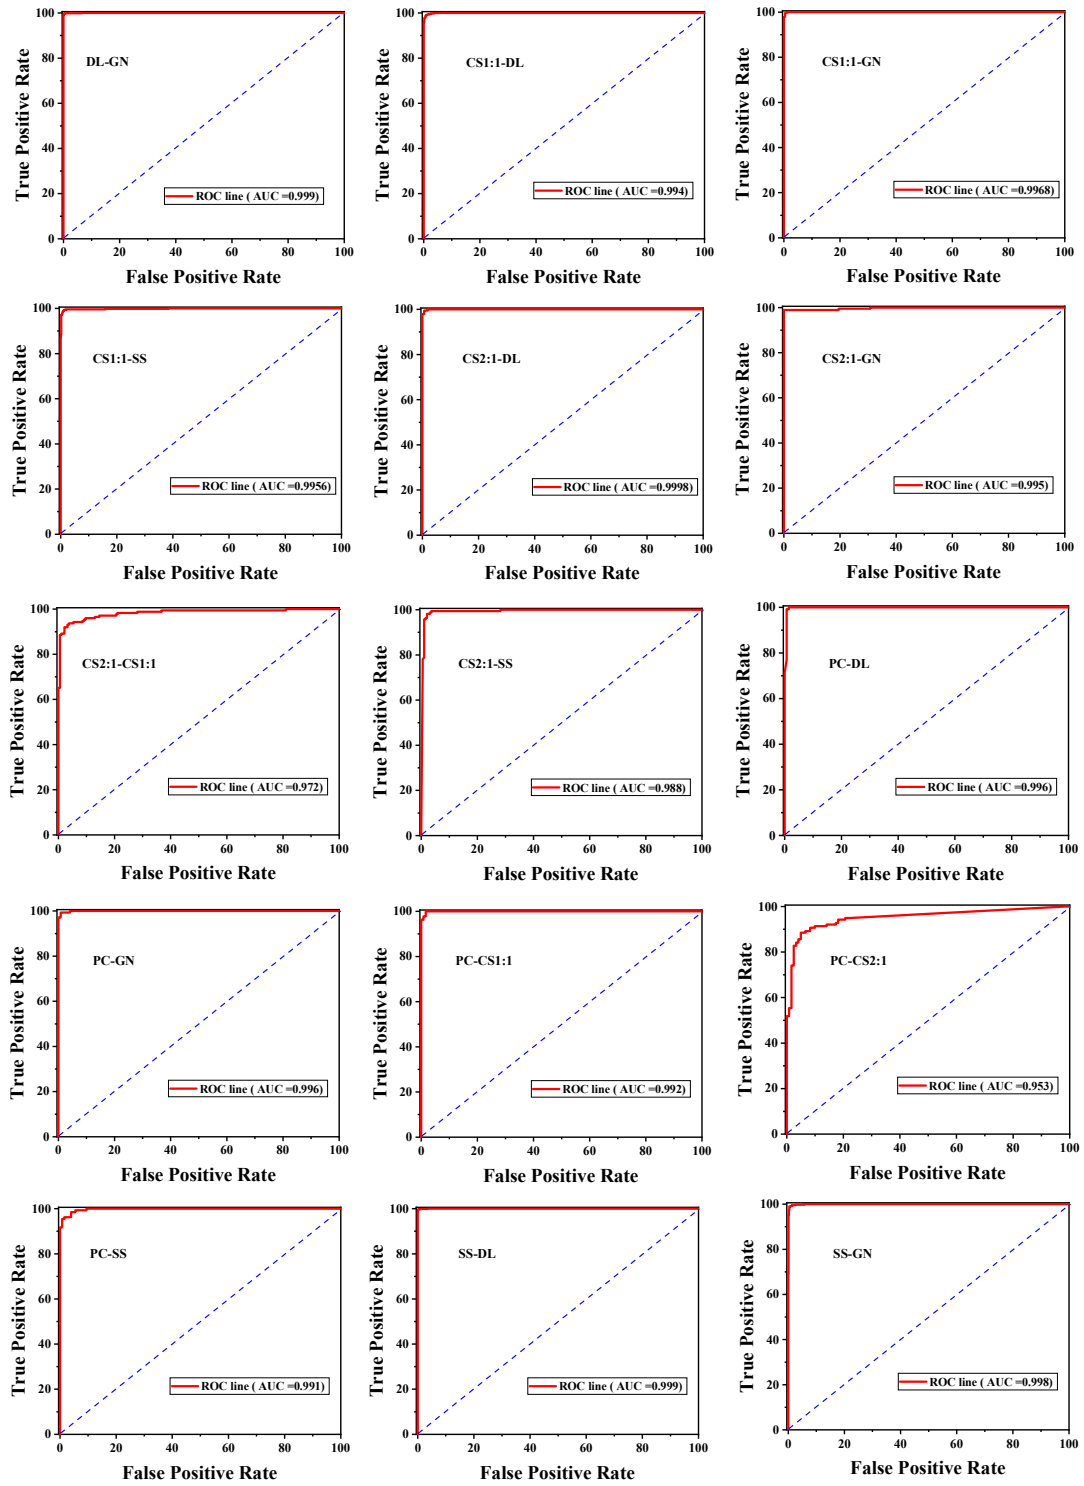 True Positive Rate
100
80
60
40
20
0
DL-GN
ROC line ( AUC =0.999)
0 20 40 60 80 100
False Positive Rate
True Positive Rate
100
80
60
40
20
0
CS1:1-DL
ROC line ( AUC =0.994)
0 20 40 60 80 100
False Positive Rate
True Positive Rate
100
80
60
40
20
0
CS1:1-GN
ROC line ( AUC =0.9968)
0 20 40 60 80 100
False Positive Rate
True Positive Rate
100
80
60
40
20
0
CS1:1-SS
ROC line ( AUC =0.9956)
0 20 40 60 80 100
False Positive Rate
True Positive Rate
100
80
60
40
20
0
CS2:1-DL
ROC line ( AUC =0.9998)
0 20 40 60 80 100
False Positive Rate
True Positive Rate
100
80
60
40
20
0
CS2:1-GN
ROC line ( AUC =0.995)
0 20 40 60 80 100
False Positive Rate
True Positive Rate
100
80
60
40
20
0
CS2:1-CS1:1
ROC line ( AUC =0.972)
0 20 40 60 80 100
False Positive Rate
True Positive Rate
100
80
60
40
20
0
CS2:1-SS
ROC line ( AUC =0.988)
0 20 40 60 80 100
False Positive Rate
True Positive Rate
100
80
60
40
20
0
PC-DL
ROC line ( AUC =0.996)
0 20 40 60 80 100
False Positive Rate
True Positive Rate
100
80
60
40
20
0
PC-GN
ROC line ( AUC =0.996)
0 20 40 60 80 100
False Positive Rate
True Positive Rate
100
80
60
40
20
0
PC-CS1:1
ROC line ( AUC =0.992)
0 20 40 60 80 100
False Positive Rate
True Positive Rate
100
80
60
40
20
0
PC-CS2:1
ROC line ( AUC =0.953)
0 20 40 60 80 100
False Positive Rate
True Positive Rate
100
80
60
40
20
0
PC-SS
ROC line ( AUC =0.991)
0 20 40 60 80 100
False Positive Rate
True Positive Rate
100
80
60
40
20
0
SS-DL
ROC line ( AUC =0.999)
0 20 40 60 80 100
False Positive Rate
True Positive Rate
100
80
60
40
20
0
SS-GN
ROC line ( AUC =0.998)
0 20 40 60 80 100
False Positive Rate